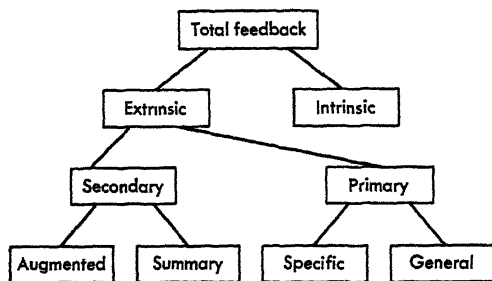 Total feedback
Extrinsic
Intrinsic
Secondary
Primary
Augmented
Summary
Specific
General